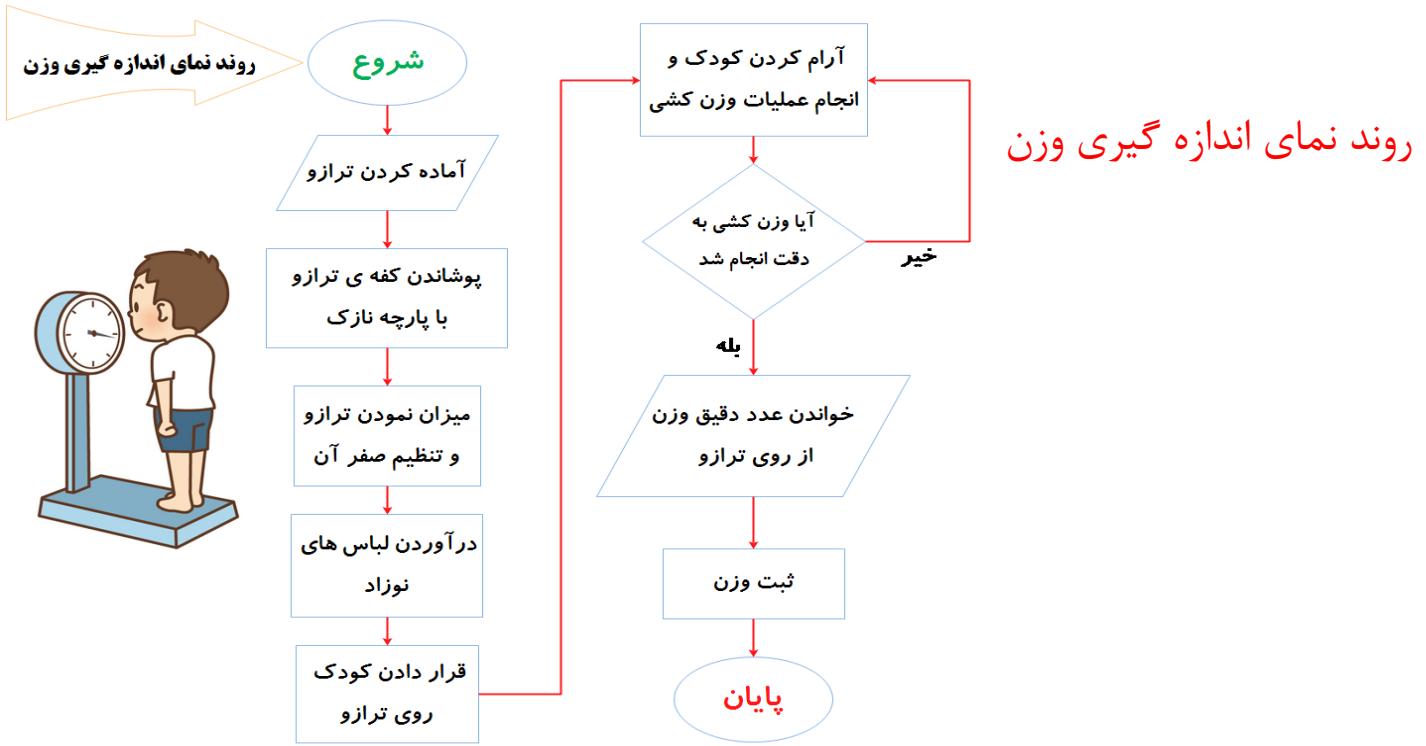 روند نمای اندازه گیری وزن
روند نمای اندازه گیری وزن
شروع
آماده کردن ترازو
پوشاندن کفه ی ترازو
با پارچه نازک
میزان نمودن ترازو
و تنظیم صفر آن
درآوردن لباس های
نوزاد
قرار دادن کودک
روی ترازو
آرام کردن کودک و
انجام عملیات وزن کشی
آیا وزن کشی به
دقت انجام شد
خیر
بله
خواندن عدد دقیق وزن
از روی ترازو
ثبت وزن
پایان